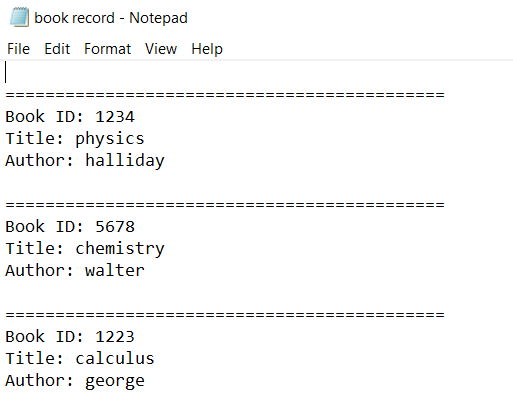 book record - Notepad
File Edit Format View Help
============================================
Book ID: 1234
Title: physics
Author: halliday
============================================
Book ID: 5678
Title: chemistry
Author: walter
============================================
Book ID: 1223
Title: calculus
Author: george